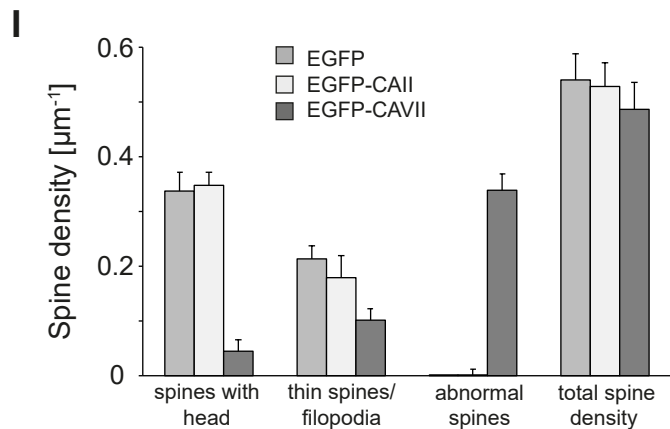 I
Spine density [µm⁻¹]
0.6
0.4
0.2
0
EGFP
EGFP-CAII
EGFP-CAVII
spines with
head
thin spines/
filopodia
abnormal
spines
total spine
density